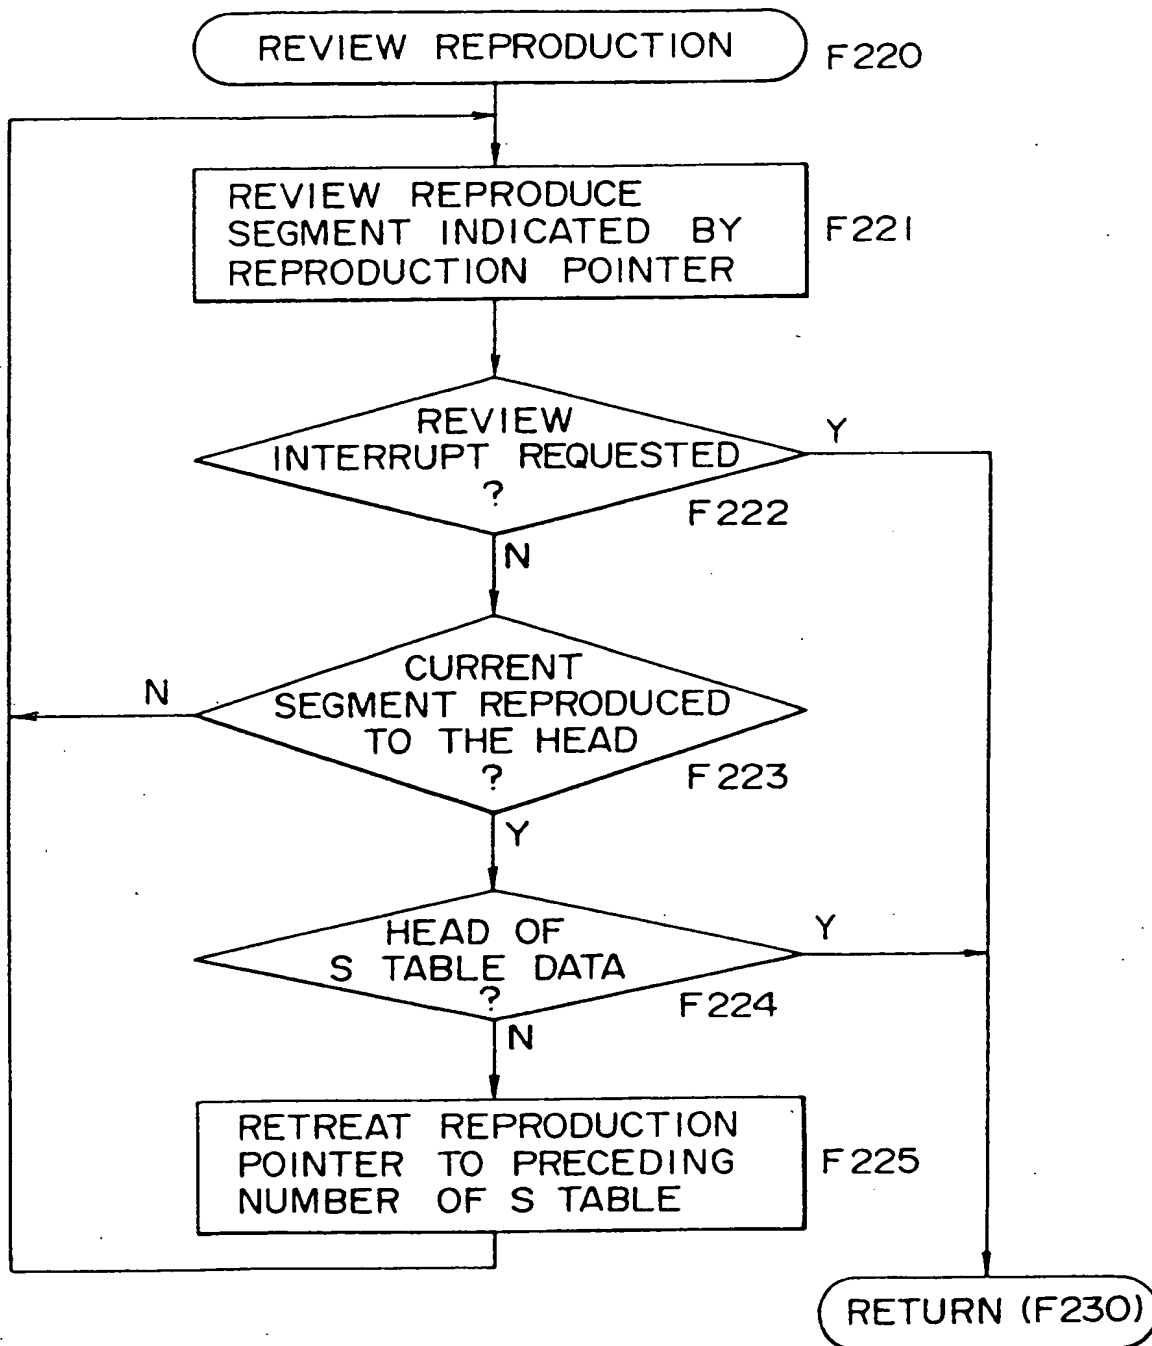 REVIEW REPRODUCTION
F220
REVIEW REPRODUCE
SEGMENT INDICATED BY
REPRODUCTION POINTER
F221
REVIEW
INTERRUPT REQUESTED
?
Y
F222
N
CURRENT
SEGMENT REPRODUCED
TO THE HEAD
?
N
F223
Y
HEAD OF
S TABLE DATA
?
Y
F224
N
RETREAT REPRODUCTION
POINTER TO PRECEDING
NUMBER OF S TABLE
F225
RETURN (F230)